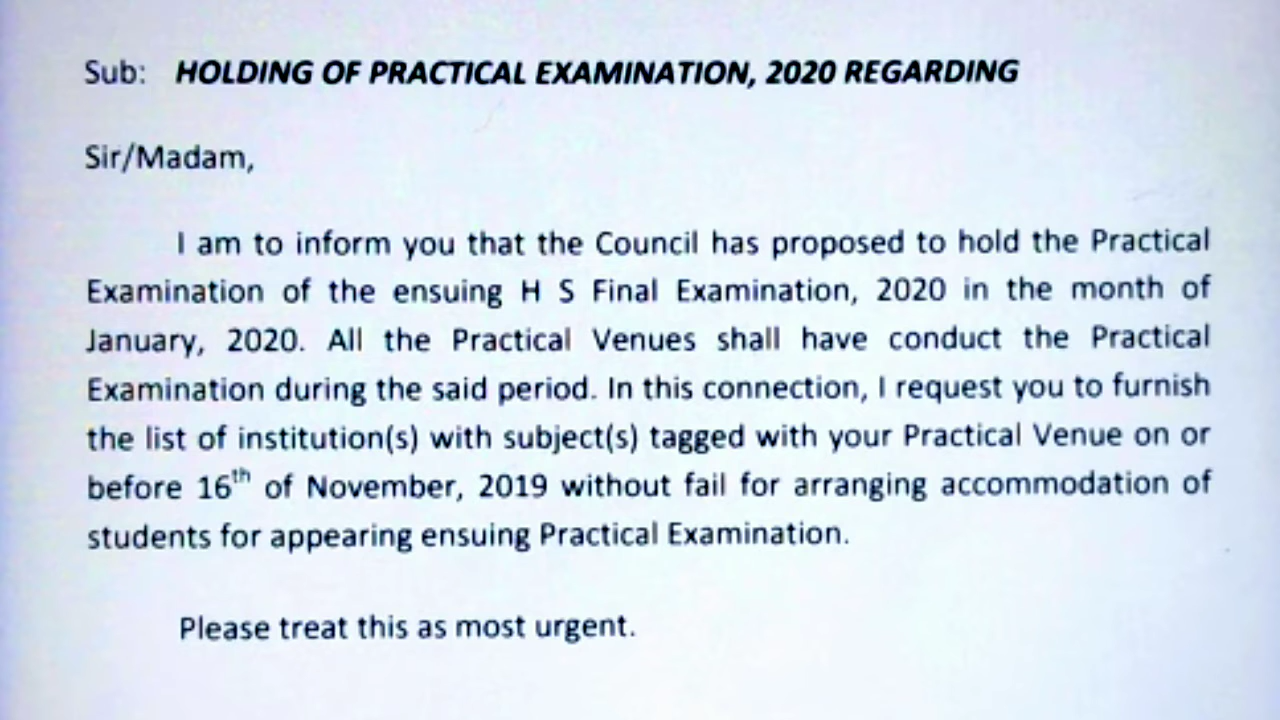 Sub: HOLDING OF PRACTICAL EXAMINATION, 2020 REGARDING
Sir/Madam,
I am to inform you that the Council has proposed to hold the Practical
Examination of the ensuing H S Final Examination, 2020 in the month of
January, 2020. All the Practical Venues shall have conduct the Practical
Examination during the said period. In this connection, I request you to furnish
the list of institution(s) with subject(s) tagged with your Practical Venue on or
before 16th of November, 2019 without fail for arranging accommodation of
students for appearing ensuing Practical Examination.
Please treat this as most urgent.